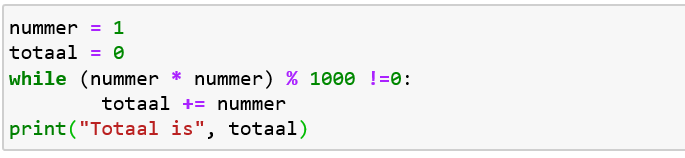 nummer = 1
totaal = 0
while (nummer * nummer) % 1000 !=0:
        totaal += nummer
print("Totaal is", totaal)